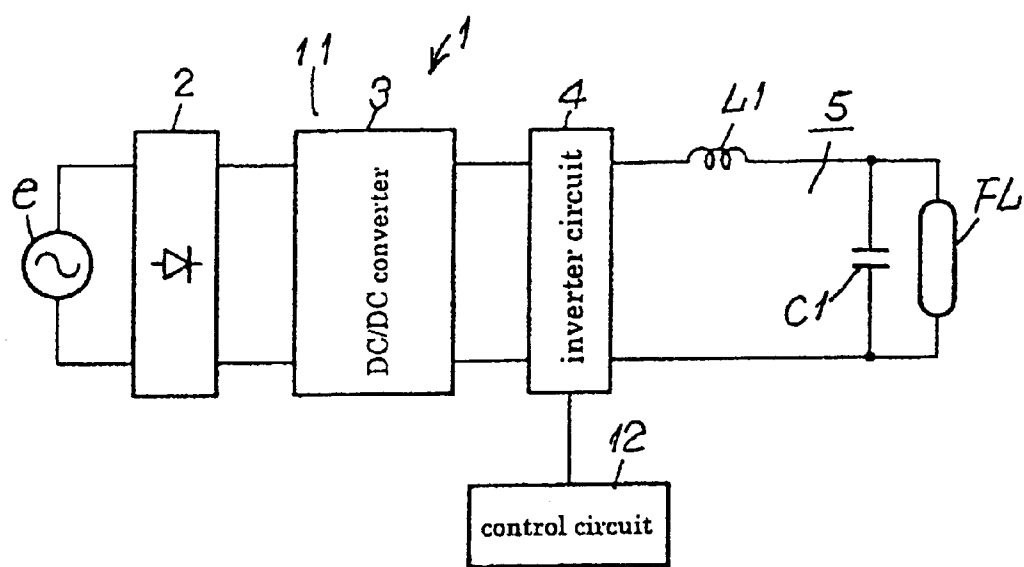 11
1
2
3
4
L1
5
e
DC/DC converter
inverter circuit
FL
C1
12
control circuit